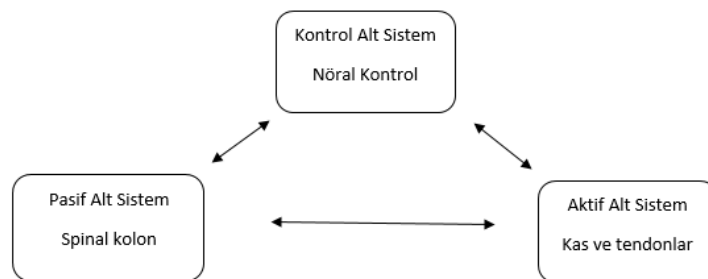 Kontrol Alt Sistem
Nöral Kontrol
Pasif Alt Sistem
Spinal kolon
Aktif Alt Sistem
Kas ve tendonlar